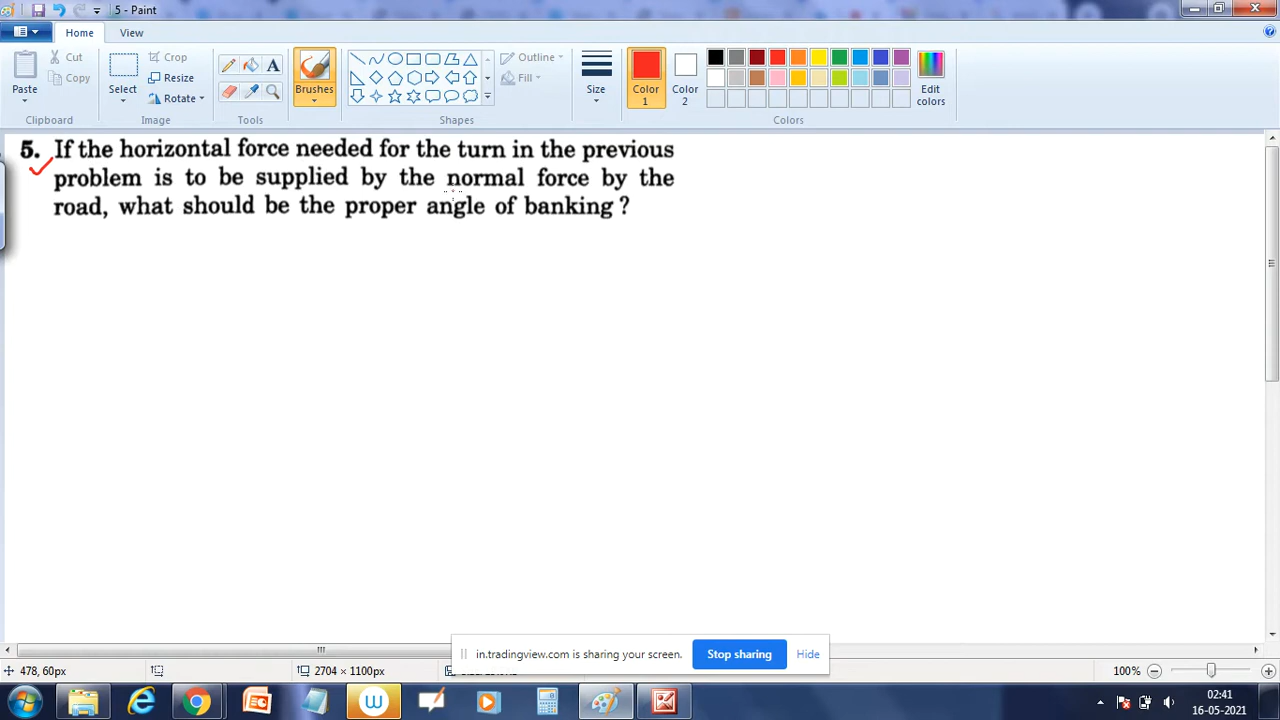 5 - Paint
Home View
Paste
Cut
Copy
Clipboard
Select
Crop
Resize
Rotate
Image
A
Tools
Brushes
Outline
Fill
Shapes
Size
Color 1
Color 2
Edit colors
Colors
5. If the horizontal force needed for the turn in the previous
problem is to be supplied by the normal force by the
road, what should be the proper angle of banking ?
in.tradingview.com is sharing your screen. Stop sharing Hide
478, 60px 2704 × 1100px 100%
02:41
16-05-2021